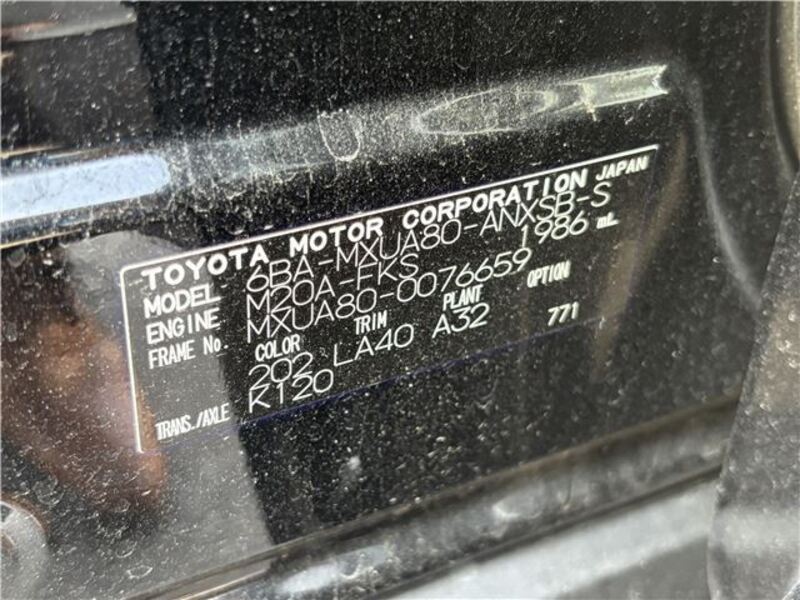 TOYOTA MOTOR CORPORATION JAPAN
MODEL 6BA-MXUA80-ANXSB-S
ENGINE M20A-FKS 1986 mL
FRAME No. MXUA80-0076659
COLOR TRIM PLANT OPTION
202 LA40 A32 771
TRANS./AXLE K120